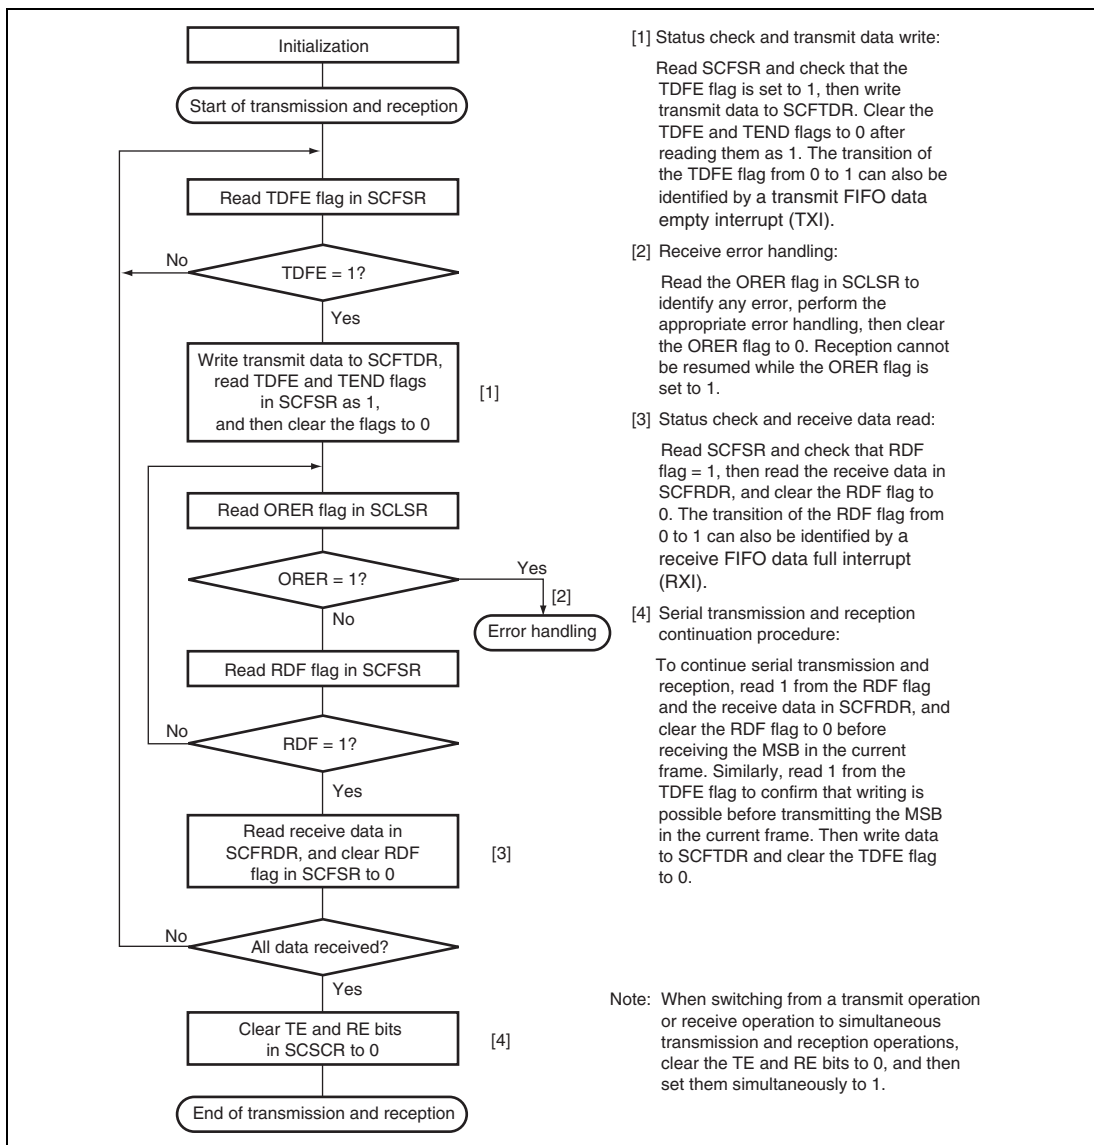 Initialization
Start of transmission and reception
Read TDFE flag in SCFSR
No
TDFE = 1?
Yes
Write transmit data to SCFTDR,
read TDFE and TEND flags
in SCFSR as 1,
and then clear the flags to 0
[1]
Read ORER flag in SCLSR
ORER = 1?
Yes
[2]
Error handling
No
Read RDF flag in SCFSR
No
RDF = 1?
Yes
Read receive data in
SCFRDR, and clear RDF
flag in SCFSR to 0
[3]
No
All data received?
Yes
Clear TE and RE bits
in SCSCR to 0
[4]
End of transmission and reception
[1] Status check and transmit data write:
Read SCFSR and check that the
TDFE flag is set to 1, then write
transmit data to SCFTDR. Clear the
TDFE and TEND flags to 0 after
reading them as 1. The transition of
the TDFE flag from 0 to 1 can also be
identified by a transmit FIFO data
empty interrupt (TXI).
[2] Receive error handling:
Read the ORER flag in SCLSR to
identify any error, perform the
appropriate error handling, then clear
the ORER flag to 0. Reception cannot
be resumed while the ORER flag is
set to 1.
[3] Status check and receive data read:
Read SCFSR and check that RDF
flag = 1, then read the receive data in
SCFRDR, and clear the RDF flag to
0. The transition of the RDF flag from
0 to 1 can also be identified by a
receive FIFO data full interrupt
(RXI).
[4] Serial transmission and reception
continuation procedure:
To continue serial transmission and
reception, read 1 from the RDF flag
and the receive data in SCFRDR, and
clear the RDF flag to 0 before
receiving the MSB in the current
frame. Similarly, read 1 from the
TDFE flag to confirm that writing is
possible before transmitting the MSB
in the current frame. Then write data
to SCFTDR and clear the TDFE flag
to 0.
Note: When switching from a transmit operation
or receive operation to simultaneous
transmission and reception operations,
clear the TE and RE bits to 0, and then
set them simultaneously to 1.